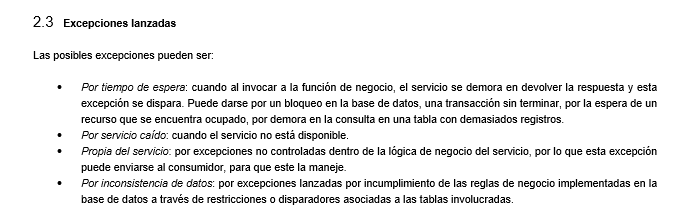 2.3 Excepciones lanzadas
Las posibles excepciones pueden ser:
• Por tiempo de espera: cuando al invocar a la función de negocio, el servicio se demora en devolver la respuesta y esta
excepción se dispara. Puede darse por un bloqueo en la base de datos, una transacción sin terminar, por la espera de un
recurso que se encuentra ocupado, por demora en la consulta en una tabla con demasiados registros.
• Por servicio caído: cuando el servicio no está disponible.
• Propia del servicio: por excepciones no controladas dentro de la lógica de negocio del servicio, por lo que esta excepción
puede enviarse al consumidor, para que este la maneje.
• Por inconsistencia de datos: por excepciones lanzadas por incumplimiento de las reglas de negocio implementadas en la
base de datos a través de restricciones o disparadores asociadas a las tablas involucradas.